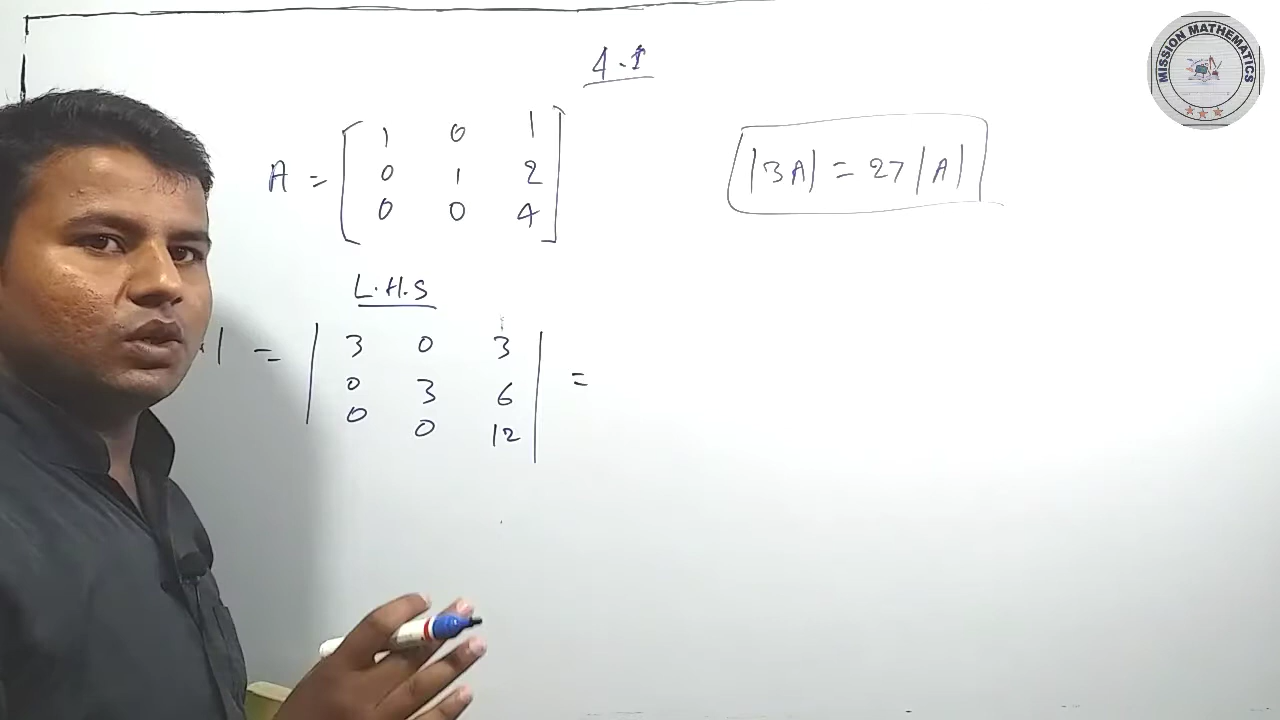 MISSION MATHEMATICS
4.1
A = [ 1 0 1
0 1 2
0 0 4 ]
|3A| = 27|A|
L.H.S
| = | 3 0 3
0 3 6
0 0 12 | =